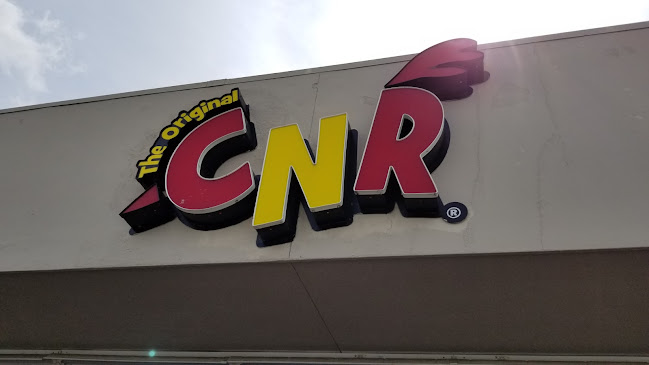 The Original
CNR
®